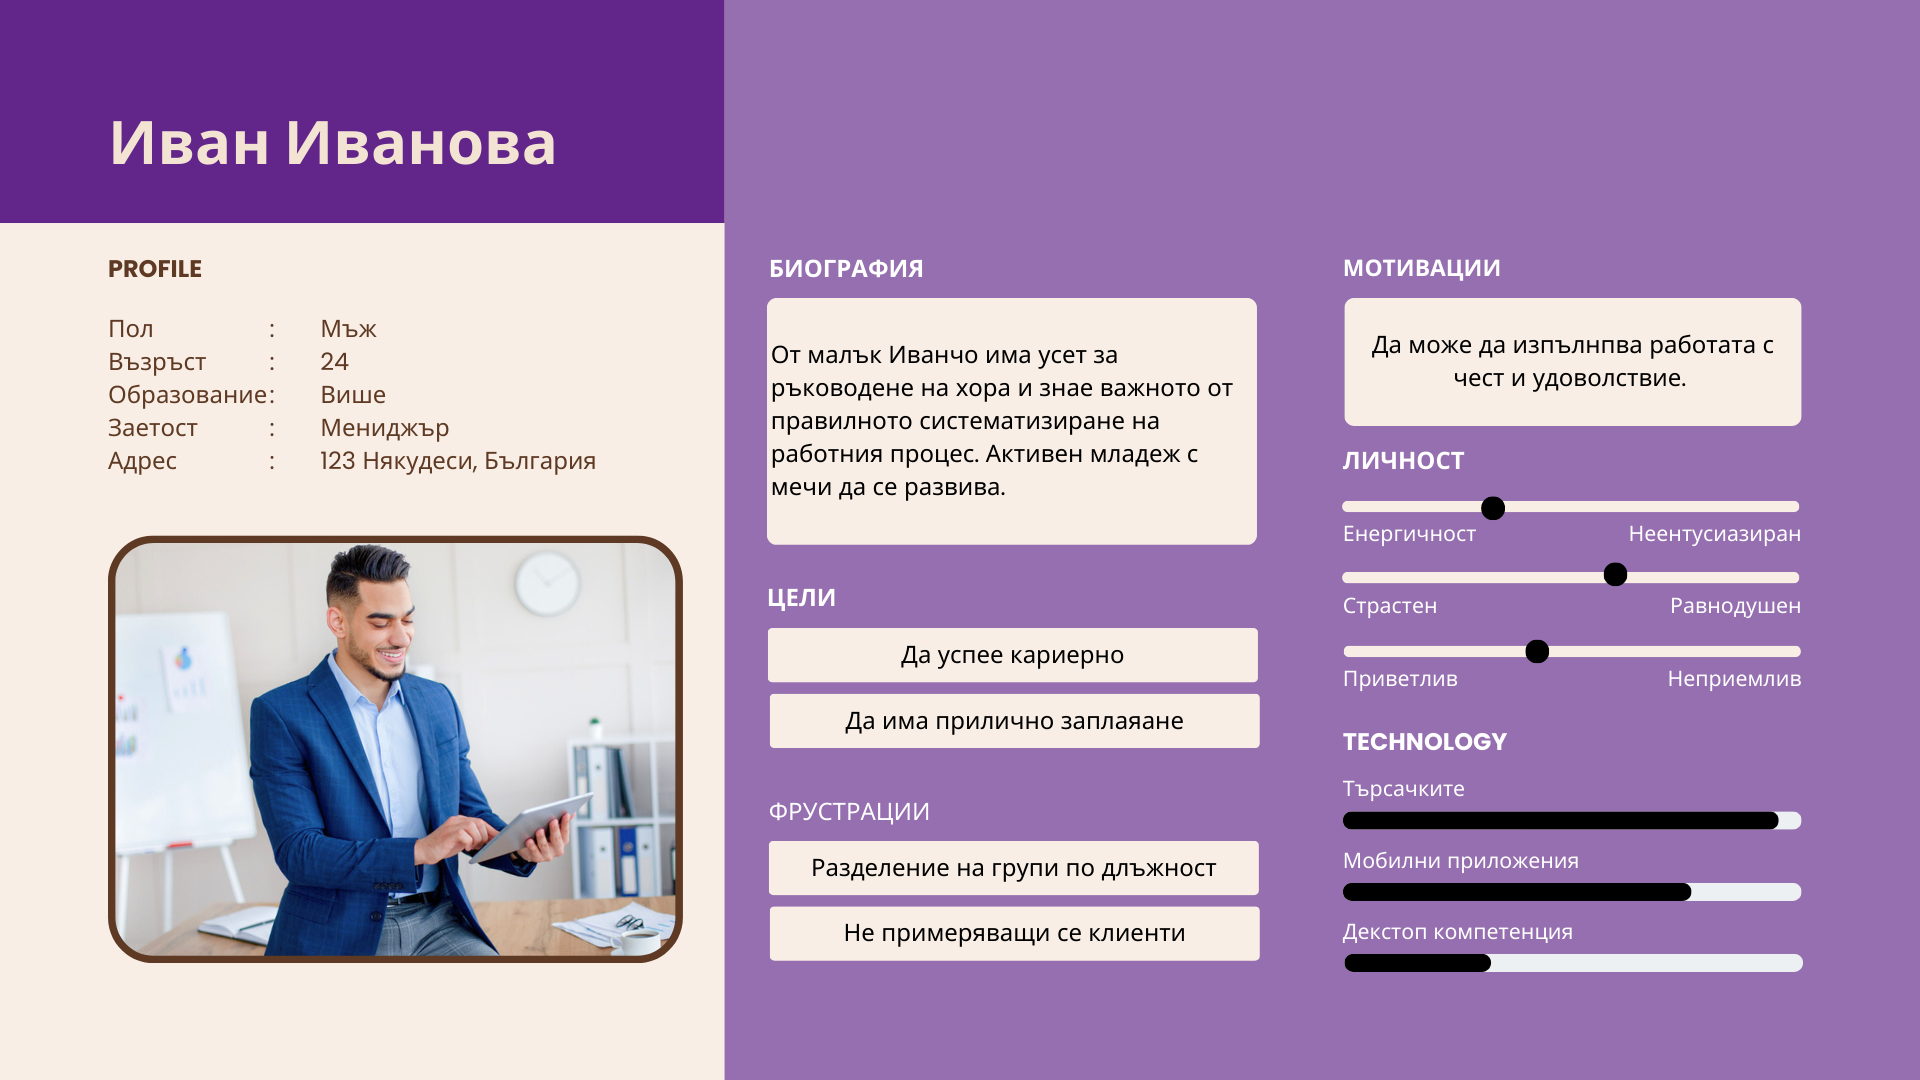 Иван Иванова
PROFILE
Пол : Мъж
Възръст : 24
Образование : Више
Заетост : Мениджър
Адрес : 123 Някудеси, България
БИОГРАФИЯ
От малък Иванчо има усет за
ръководене на хора и знае важното от
правилното систематизиране на
работния процес. Активен младеж с
мечи да се развива.
ЦЕЛИ
Да успее кариерно
Да има прилично заплаяане
ФРУСТРАЦИИ
Разделение на групи по длъжност
Не примеряващи се клиенти
МОТИВАЦИИ
Да може да изпълнпва работата с
чест и удоволствие.
ЛИЧНОСТ
Енергичност Неентусиазиран
Страстен Равнодушен
Приветлив Неприемлив
TECHNOLOGY
Търсачките
Мобилни приложения
Декстоп компетенция